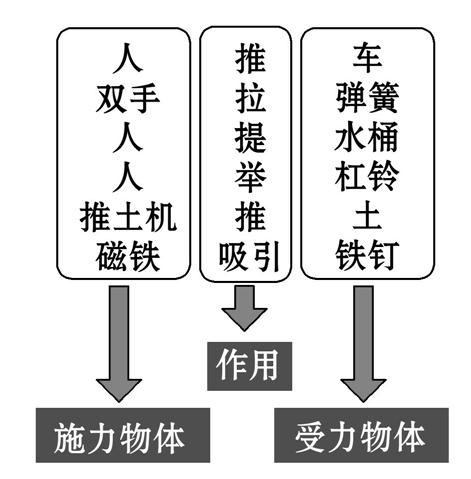 人 推 车
双手 拉 弹簧
人 提 水桶
人 举 杠铃
推土机 推 土
磁铁 吸引 铁钉
作用
施力物体 受力物体